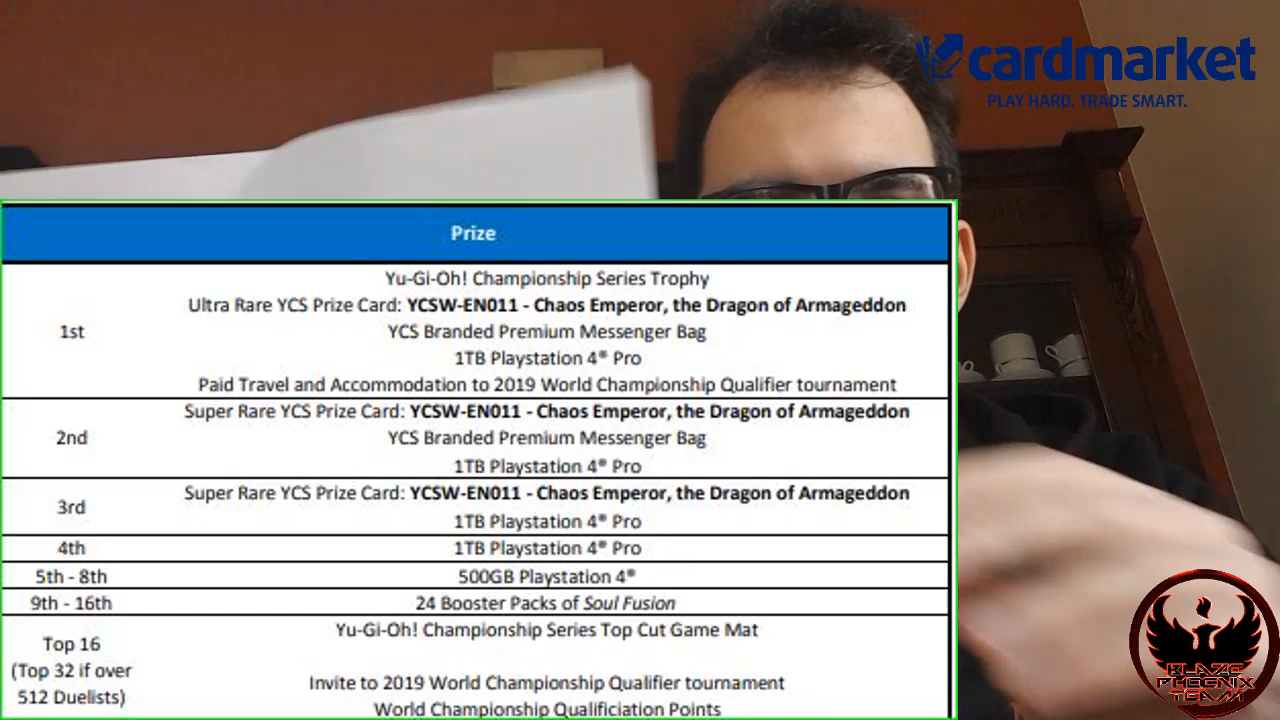 cardmarket
PLAY HARD. TRADE SMART.
Prize
1st
Yu-Gi-Oh! Championship Series Trophy
Ultra Rare YCS Prize Card: YCSW-EN011 - Chaos Emperor, the Dragon of Armageddon
YCS Branded Premium Messenger Bag
1TB Playstation 4® Pro
Paid Travel and Accommodation to 2019 World Championship Qualifier tournament
2nd
Super Rare YCS Prize Card: YCSW-EN011 - Chaos Emperor, the Dragon of Armageddon
YCS Branded Premium Messenger Bag
1TB Playstation 4® Pro
3rd
Super Rare YCS Prize Card: YCSW-EN011 - Chaos Emperor, the Dragon of Armageddon
1TB Playstation 4® Pro
4th
1TB Playstation 4® Pro
5th - 8th
500GB Playstation 4®
9th - 16th
24 Booster Packs of Soul Fusion
Top 16
(Top 32 if over
512 Duelists)
Yu-Gi-Oh! Championship Series Top Cut Game Mat
Invite to 2019 World Championship Qualifier tournament
World Championship Qualificiation Points
BLAZE
PHOENIX
TEAM